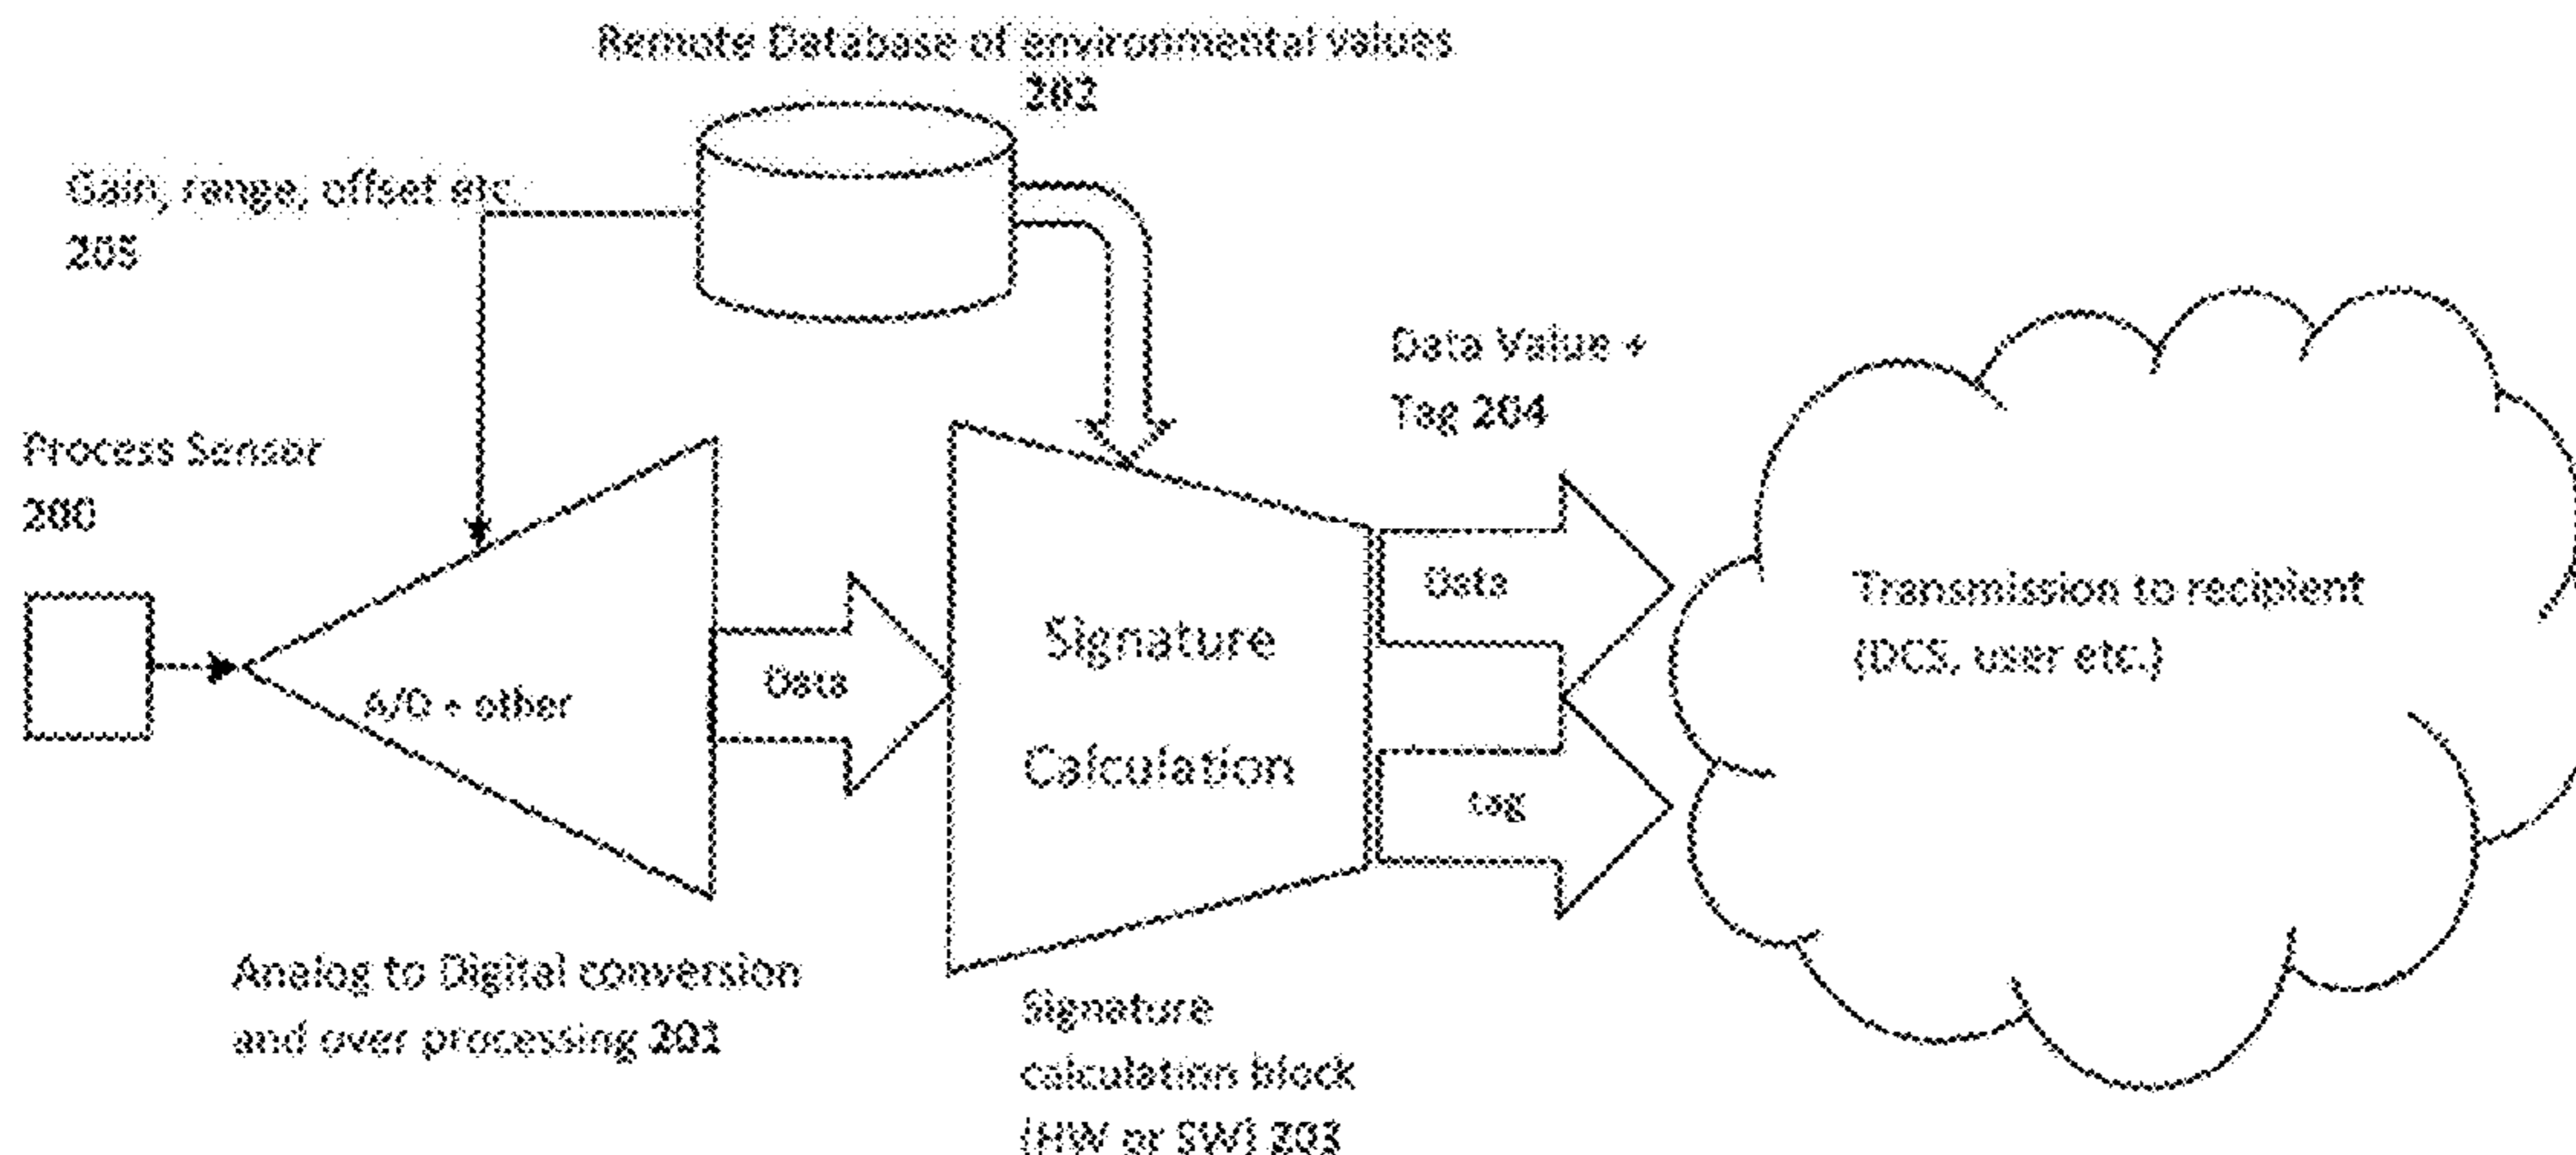 Remote Database of environmental values
202
Gain, range, offset etc.
205
Data Value +
Tag 204
Process Sensor
200
Data
Transmission to recipient
(DCS, user etc.)
Signature
Data
A/D + other
Calculation
tag
Analog to Digital conversion
and over processing 201
Signature
calculation block
(HW or SW) 203